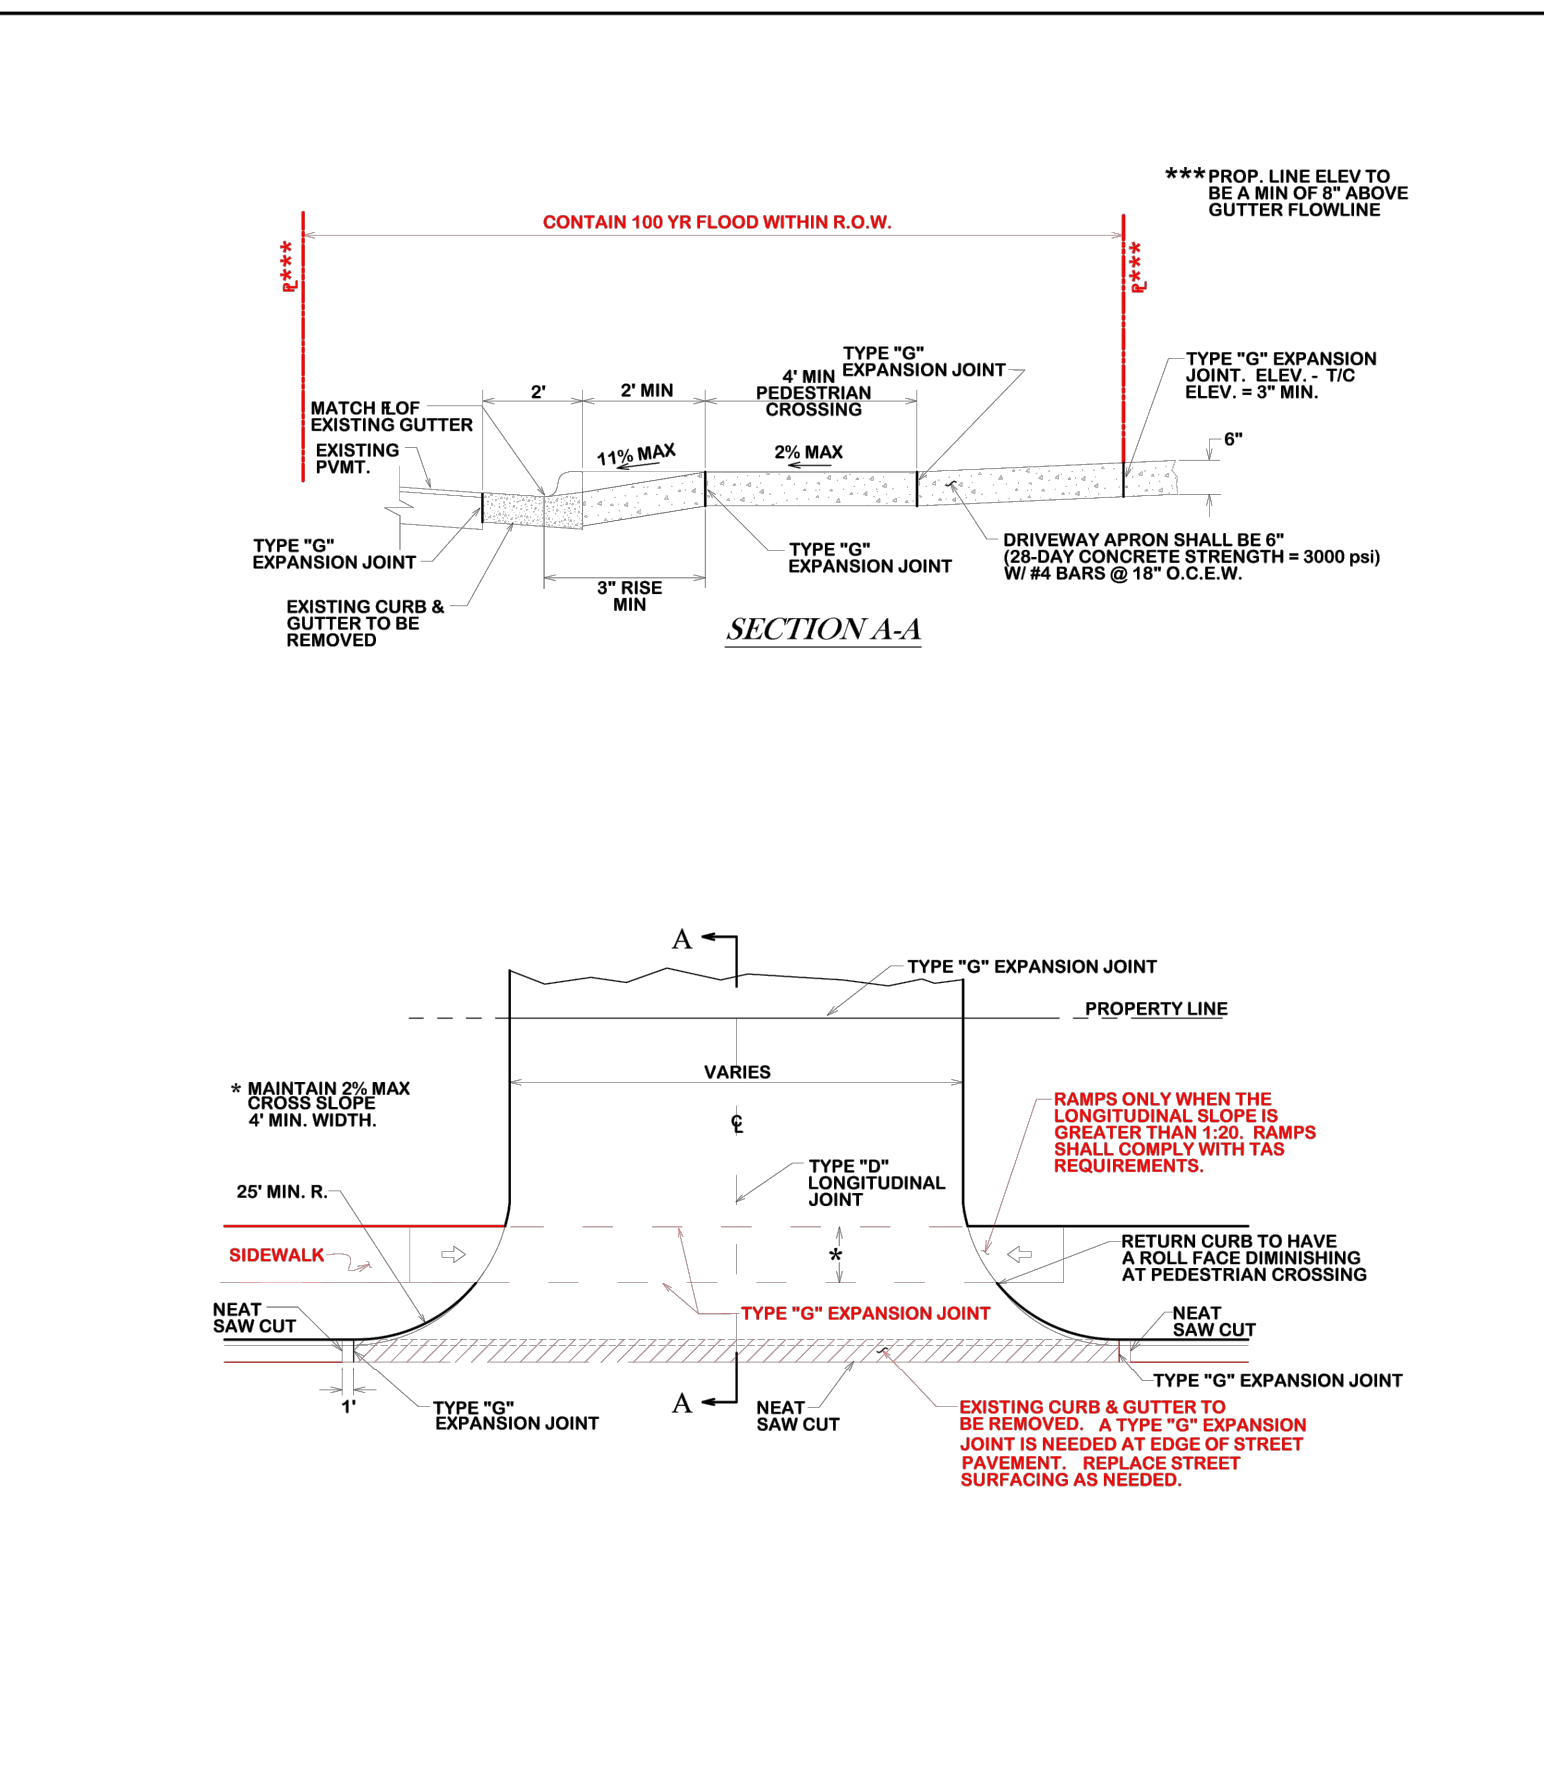 ***PROP. LINE ELEV TO
BE A MIN OF 8" ABOVE
GUTTER FLOWLINE
CONTAIN 100 YR FLOOD WITHIN R.O.W.
PL***
PL***
TYPE "G"
EXPANSION JOINT
TYPE "G" EXPANSION
JOINT. ELEV. - T/C
ELEV. = 3" MIN.
2'
2' MIN
4' MIN
PEDESTRIAN
CROSSING
MATCH FL OF
EXISTING GUTTER
EXISTING
PVMT.
11% MAX
2% MAX
6"
TYPE "G"
EXPANSION JOINT
TYPE "G"
EXPANSION JOINT
DRIVEWAY APRON SHALL BE 6"
(28-DAY CONCRETE STRENGTH = 3000 psi)
W/ #4 BARS @ 18" O.C.E.W.
3" RISE
MIN
EXISTING CURB &
GUTTER TO BE
REMOVED
SECTION A-A
A
TYPE "G" EXPANSION JOINT
PROPERTY LINE
VARIES
* MAINTAIN 2% MAX
CROSS SLOPE
4' MIN. WIDTH.
CL
RAMPS ONLY WHEN THE
LONGITUDINAL SLOPE IS
GREATER THAN 1:20. RAMPS
SHALL COMPLY WITH TAS
REQUIREMENTS.
TYPE "D"
LONGITUDINAL
JOINT
25' MIN. R.
SIDEWALK
*
RETURN CURB TO HAVE
A ROLL FACE DIMINISHING
AT PEDESTRIAN CROSSING
NEAT
SAW CUT
TYPE "G" EXPANSION JOINT
NEAT
SAW CUT
TYPE "G" EXPANSION JOINT
1'
TYPE "G"
EXPANSION JOINT
A
NEAT
SAW CUT
EXISTING CURB & GUTTER TO
BE REMOVED. A TYPE "G" EXPANSION
JOINT IS NEEDED AT EDGE OF STREET
PAVEMENT. REPLACE STREET
SURFACING AS NEEDED.